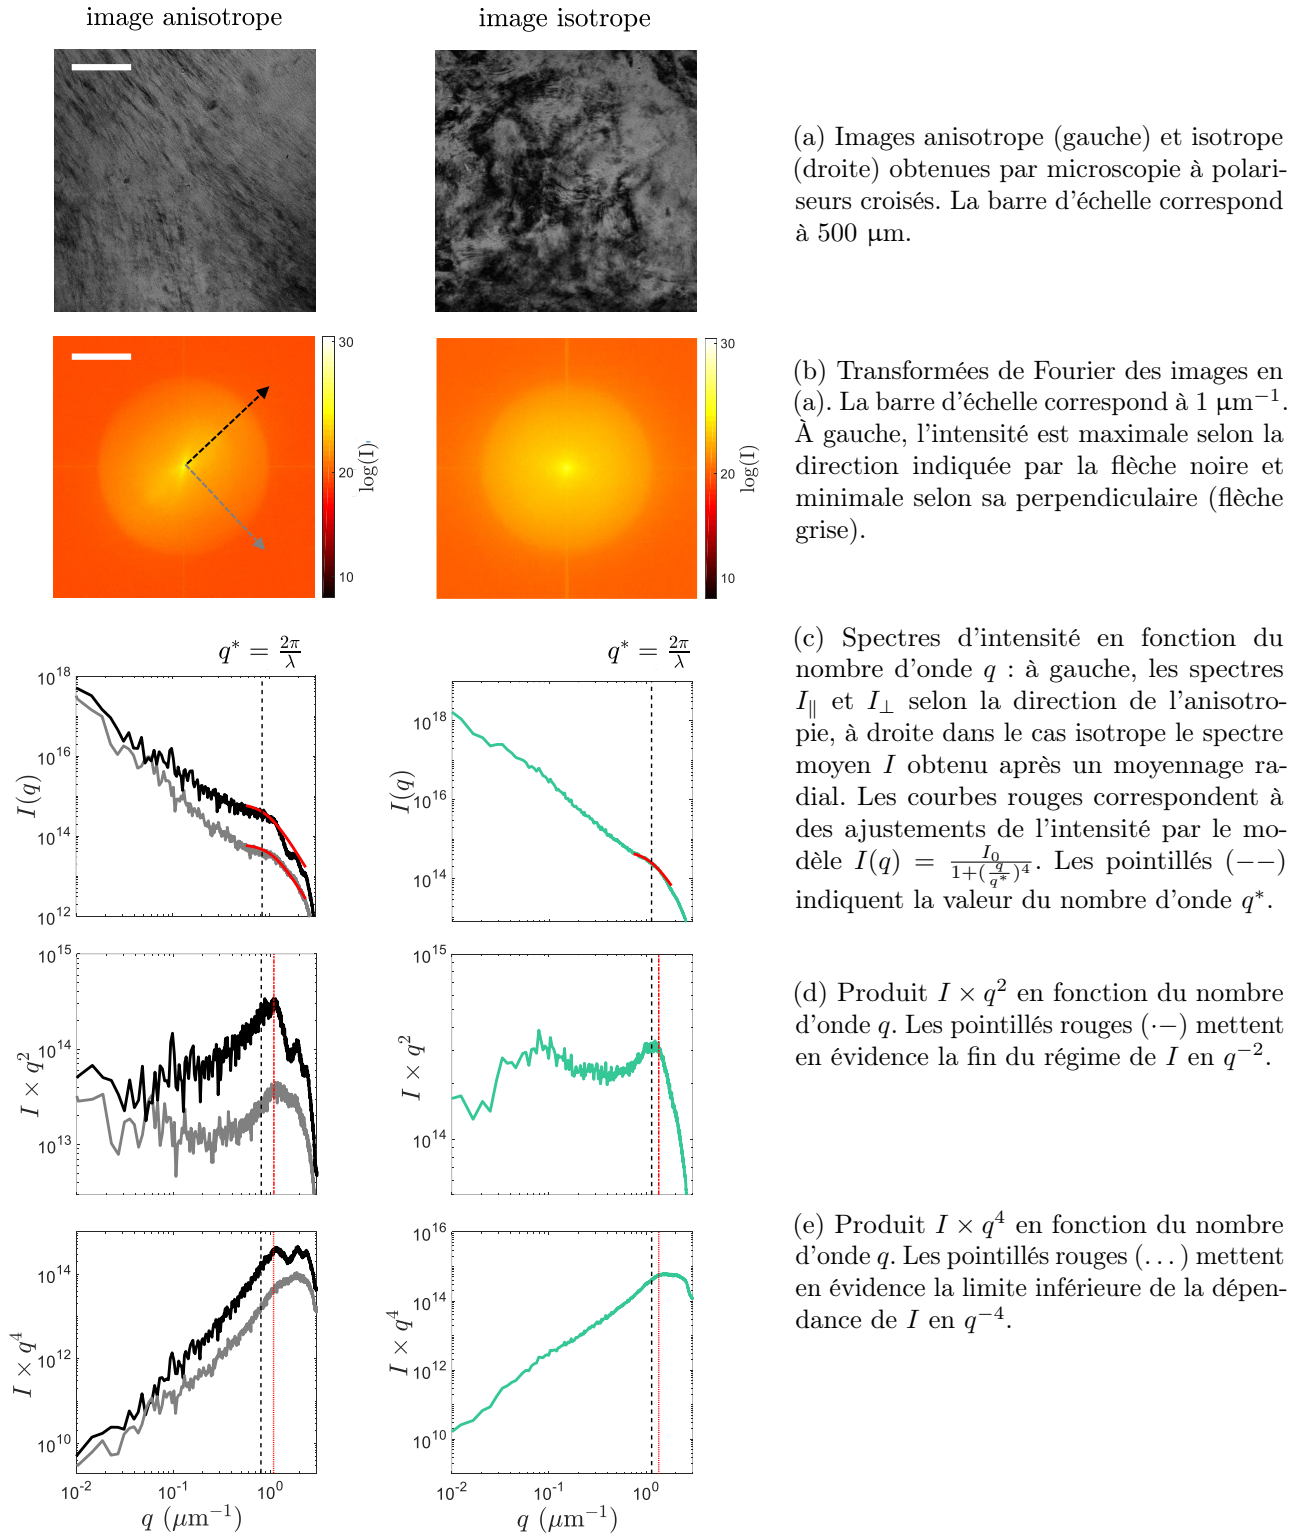 image anisotrope
image isotrope
(a) Images anisotrope (gauche) et isotrope
(droite) obtenues par microscopie à polari-
seurs croisés. La barre d'échelle correspond
à 500 µm.
30
20
10
log(I)
30
20
10
log(I)
(b) Transformées de Fourier des images en
(a). La barre d'échelle correspond à 1 µm⁻¹.
À gauche, l'intensité est maximale selon la
direction indiquée par la flèche noire et
minimale selon sa perpendiculaire (flèche
grise).
q* = 2π/λ
10¹⁸
10¹⁶
10¹⁴
10¹²
I(q)
q* = 2π/λ
10¹⁸
10¹⁶
10¹⁴
I(q)
(c) Spectres d'intensité en fonction du
nombre d'onde q : à gauche, les spectres
I∥ et I⊥ selon la direction de l'anisotro-
pie, à droite dans le cas isotrope le spectre
moyen I obtenu après un moyennage ra-
dial. Les courbes rouges correspondent à
des ajustements de l'intensité par le mo-
dèle I(q) = I₀/(1+(q/q*)⁴). Les pointillés (−−)
indiquent la valeur du nombre d'onde q*.
10¹⁵
10¹⁴
10¹³
I × q²
10¹⁵
10¹⁴
I × q²
(d) Produit I × q² en fonction du nombre
d'onde q. Les pointillés rouges (·−) mettent
en évidence la fin du régime de I en q⁻².
10¹⁴
10¹²
10¹⁰
I × q⁴
10⁻²
10⁻¹
10⁰
q (µm⁻¹)
10¹⁶
10¹⁴
10¹²
10¹⁰
I × q⁴
10⁻²
10⁻¹
10⁰
q (µm⁻¹)
(e) Produit I × q⁴ en fonction du nombre
d'onde q. Les pointillés rouges (...) mettent
en évidence la limite inférieure de la dépen-
dance de I en q⁻⁴.